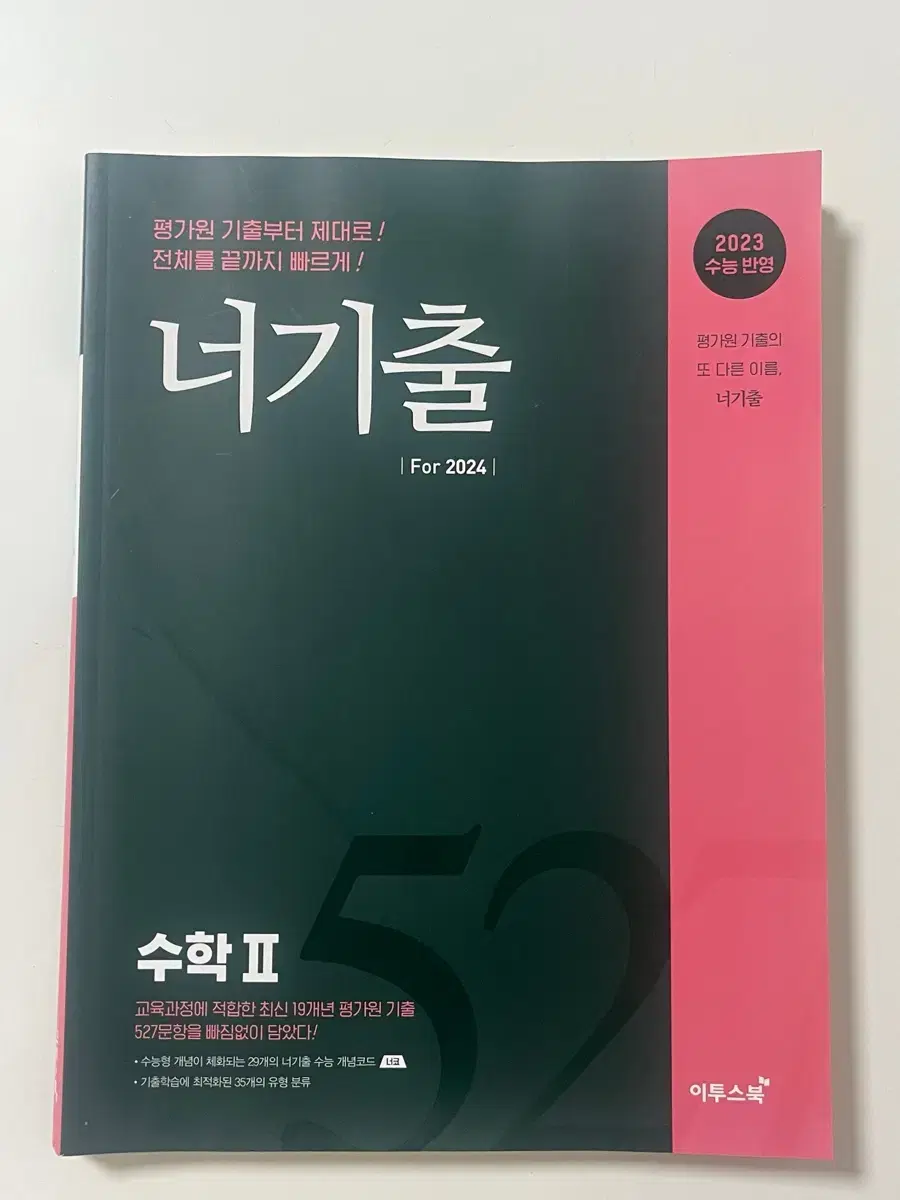 평가원 기출부터 제대로!
전체를 끝까지 빠르게!
너기출
For 2024
2023
수능 반영
평가원 기출의
또 다른 이름,
너기출
527
수학 Ⅱ
교육과정에 적합한 최신 19개년 평가원 기출
527문항을 빠짐없이 담았다!
• 수능형 개념이 체화되는 29개의 너기출 수능 개념코드 너코
• 기출학습에 최적화된 35개의 유형 분류
이투스북